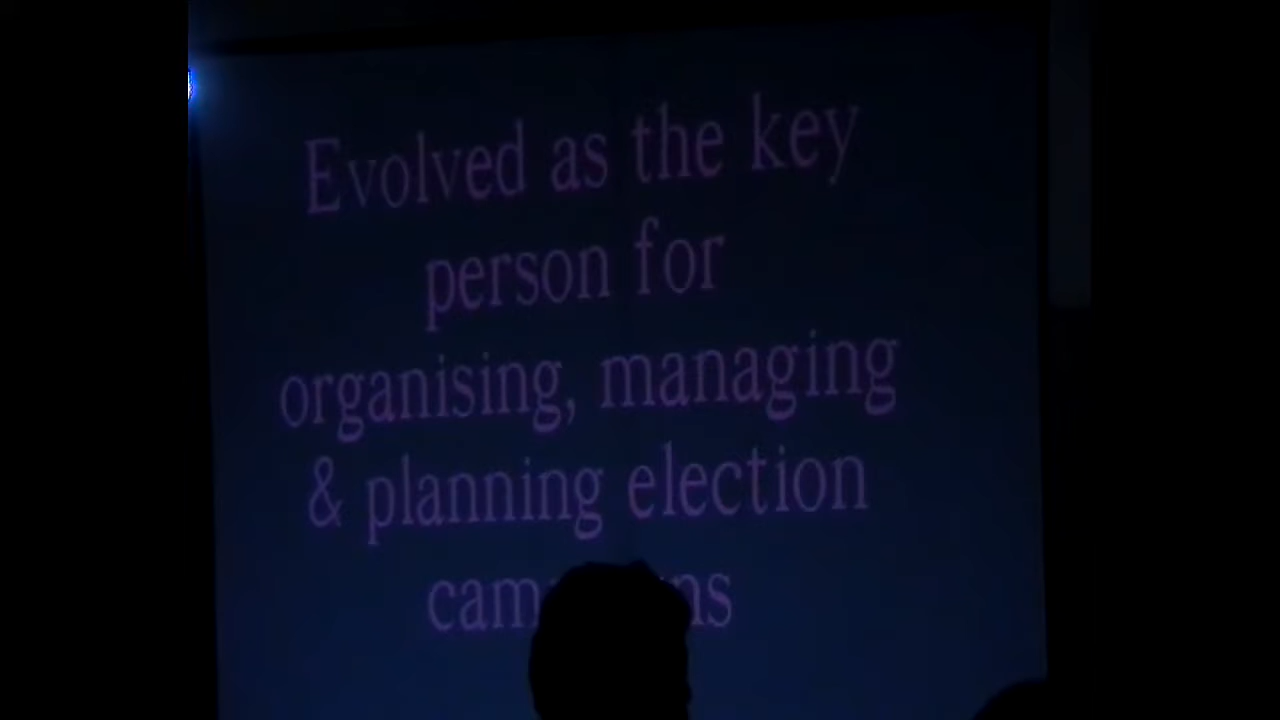 Evolved as the key
person for
organising, managing
& planning election